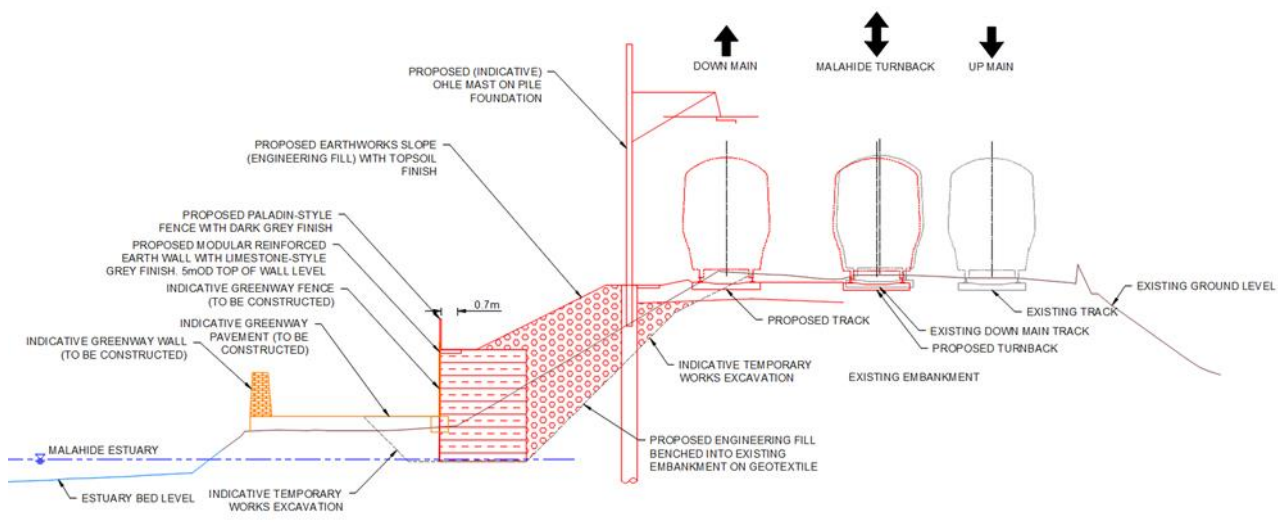 DOWN MAIN
MALAHIDE TURNBACK
UP MAIN
PROPOSED (INDICATIVE)
OHLE MAST ON PILE
FOUNDATION
PROPOSED EARTHWORKS SLOPE
(ENGINEERING FILL) WITH TOPSOIL
FINISH
PROPOSED PALADIN-STYLE
FENCE WITH DARK GREY FINISH
PROPOSED MODULAR REINFORCED
EARTH WALL WITH LIMESTONE-STYLE
GREY FINISH. 5mOD TOP OF WALL LEVEL
INDICATIVE GREENWAY FENCE
(TO BE CONSTRUCTED)
0.7m
INDICATIVE GREENWAY
PAVEMENT (TO BE
CONSTRUCTED)
INDICATIVE GREENWAY WALL
(TO BE CONSTRUCTED)
EXISTING GROUND LEVEL
EXISTING TRACK
PROPOSED TRACK
EXISTING DOWN MAIN TRACK
PROPOSED TURNBACK
INDICATIVE TEMPORARY
WORKS EXCAVATION
EXISTING EMBANKMENT
PROPOSED ENGINEERING FILL
BENCHED INTO EXISTING
EMBANKMENT ON GEOTEXTILE
MALAHIDE ESTUARY
ESTUARY BED LEVEL
INDICATIVE TEMPORARY
WORKS EXCAVATION